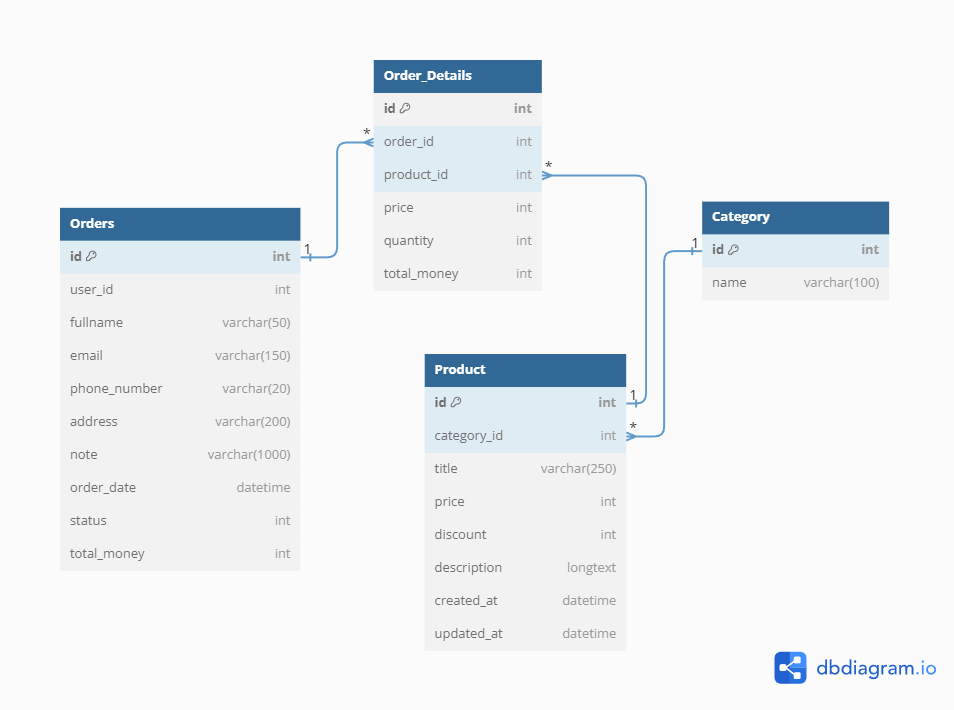 Order_Details
id int
order_id int
product_id int
price int
quantity int
total_money int
*
*
Orders
id int
user_id int
fullname varchar(50)
email varchar(150)
phone_number varchar(20)
address varchar(200)
note varchar(1000)
order_date datetime
status int
total_money int
1
Category
id int
name varchar(100)
1
Product
id int
category_id int
title varchar(250)
price int
discount int
description longtext
created_at datetime
updated_at datetime
1
*
dbdiagram.io